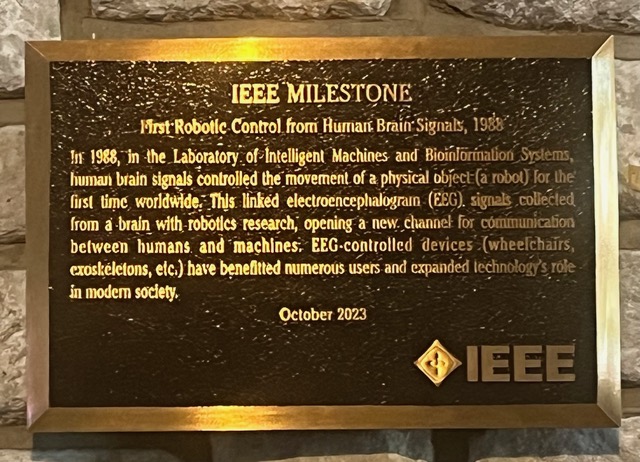 IEEE MILESTONE
First Robotic Control from Human Brain Signals, 1988
In 1988, in the Laboratory of Intelligent Machines and Bioinformation Systems,
human brain signals controlled the movement of a physical object (a robot) for the
first time worldwide. This linked electroencephalogram (EEG) signals collected
from a brain with robotics research, opening a new channel for communication
between humans and machines. EEG-controlled devices (wheelchairs,
exoskeletons, etc.) have benefitted numerous users and expanded technology's role
in modern society.
October 2023
IEEE